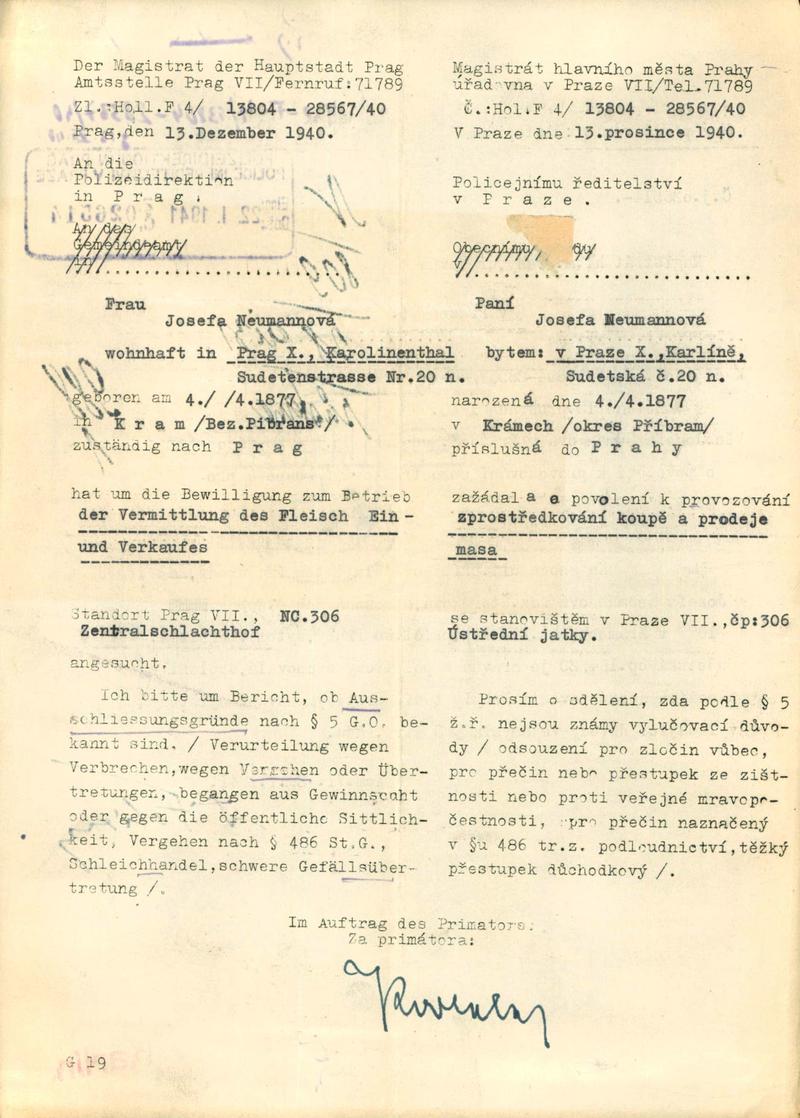 Der Magistrat der Hauptstadt Prag
Amtsstelle Prag VII/Fernruf:71789
Zl.:Holl.F 4/ 13804 - 28567/40
Prag,den 13.Dezember 1940.
An die
Polizeidirektion
in P r a g .
An das
Gemeindeamt
Frau
Josefa Neumannová
wohnhaft in Prag X., Karolinenthal
Sudetenstrasse Nr.20 n.
geboren am 4./ /4.1877
in K r a m /Bez.Pibrans/
zuständig nach P r a g
hat um die Bewilligung zum Betrieb
der Vermittlung des Fleisch Ein-
und Verkaufes
Standort Prag VII., NC.306
Zentralschlachthof
angesucht.
Ich bitte um Bericht, ob Aus-
schliessungsgründe nach § 5 G.O. be-
kannt sind. / Verurteilung wegen
Verbrechen,wegen Vergehen oder Über-
tretungen, begangen aus Gewinnsucht
oder gegen die öffentliche Sittlich-
keit, Vergehen nach § 486 St.G.,
Schleichhandel,schwere Gefällsüber-
tretung /.
Magistrát hlavního města Prahy
úřadovna v Praze VII/Tel.71789
Č.:Hol.F 4/ 13804 - 28567/40
V Praze dne 13.prosince 1940.
Policejnímu ředitelství
v P r a z e .
Paní
Josefa Neumannová
bytem: v Praze X.,Karlíně,
Sudetská č.20 n.
narozená dne 4./4.1877
v Krámech /okres Příbram/
příslušná do P r a h y
zažádal a o povolení k provozování
zprostředkování koupě a prodeje
masa
se stanovištěm v Praze VII.,čp:306
Ústřední jatky.
Prosím o sdělení, zda podle § 5
ž.ř. nejsou známy vylučovací důvo-
dy / odsouzení pro zločin vůbec,
pro přečin nebo přestupek ze zišt-
nosti nebo proti veřejné mravopo-
čestnosti, pro přečin naznačený
v §u 486 tr.z. podloudnictví,těžký
přestupek důchodkový /.
Im Auftrag des Primators:
Za primátora:
G 19